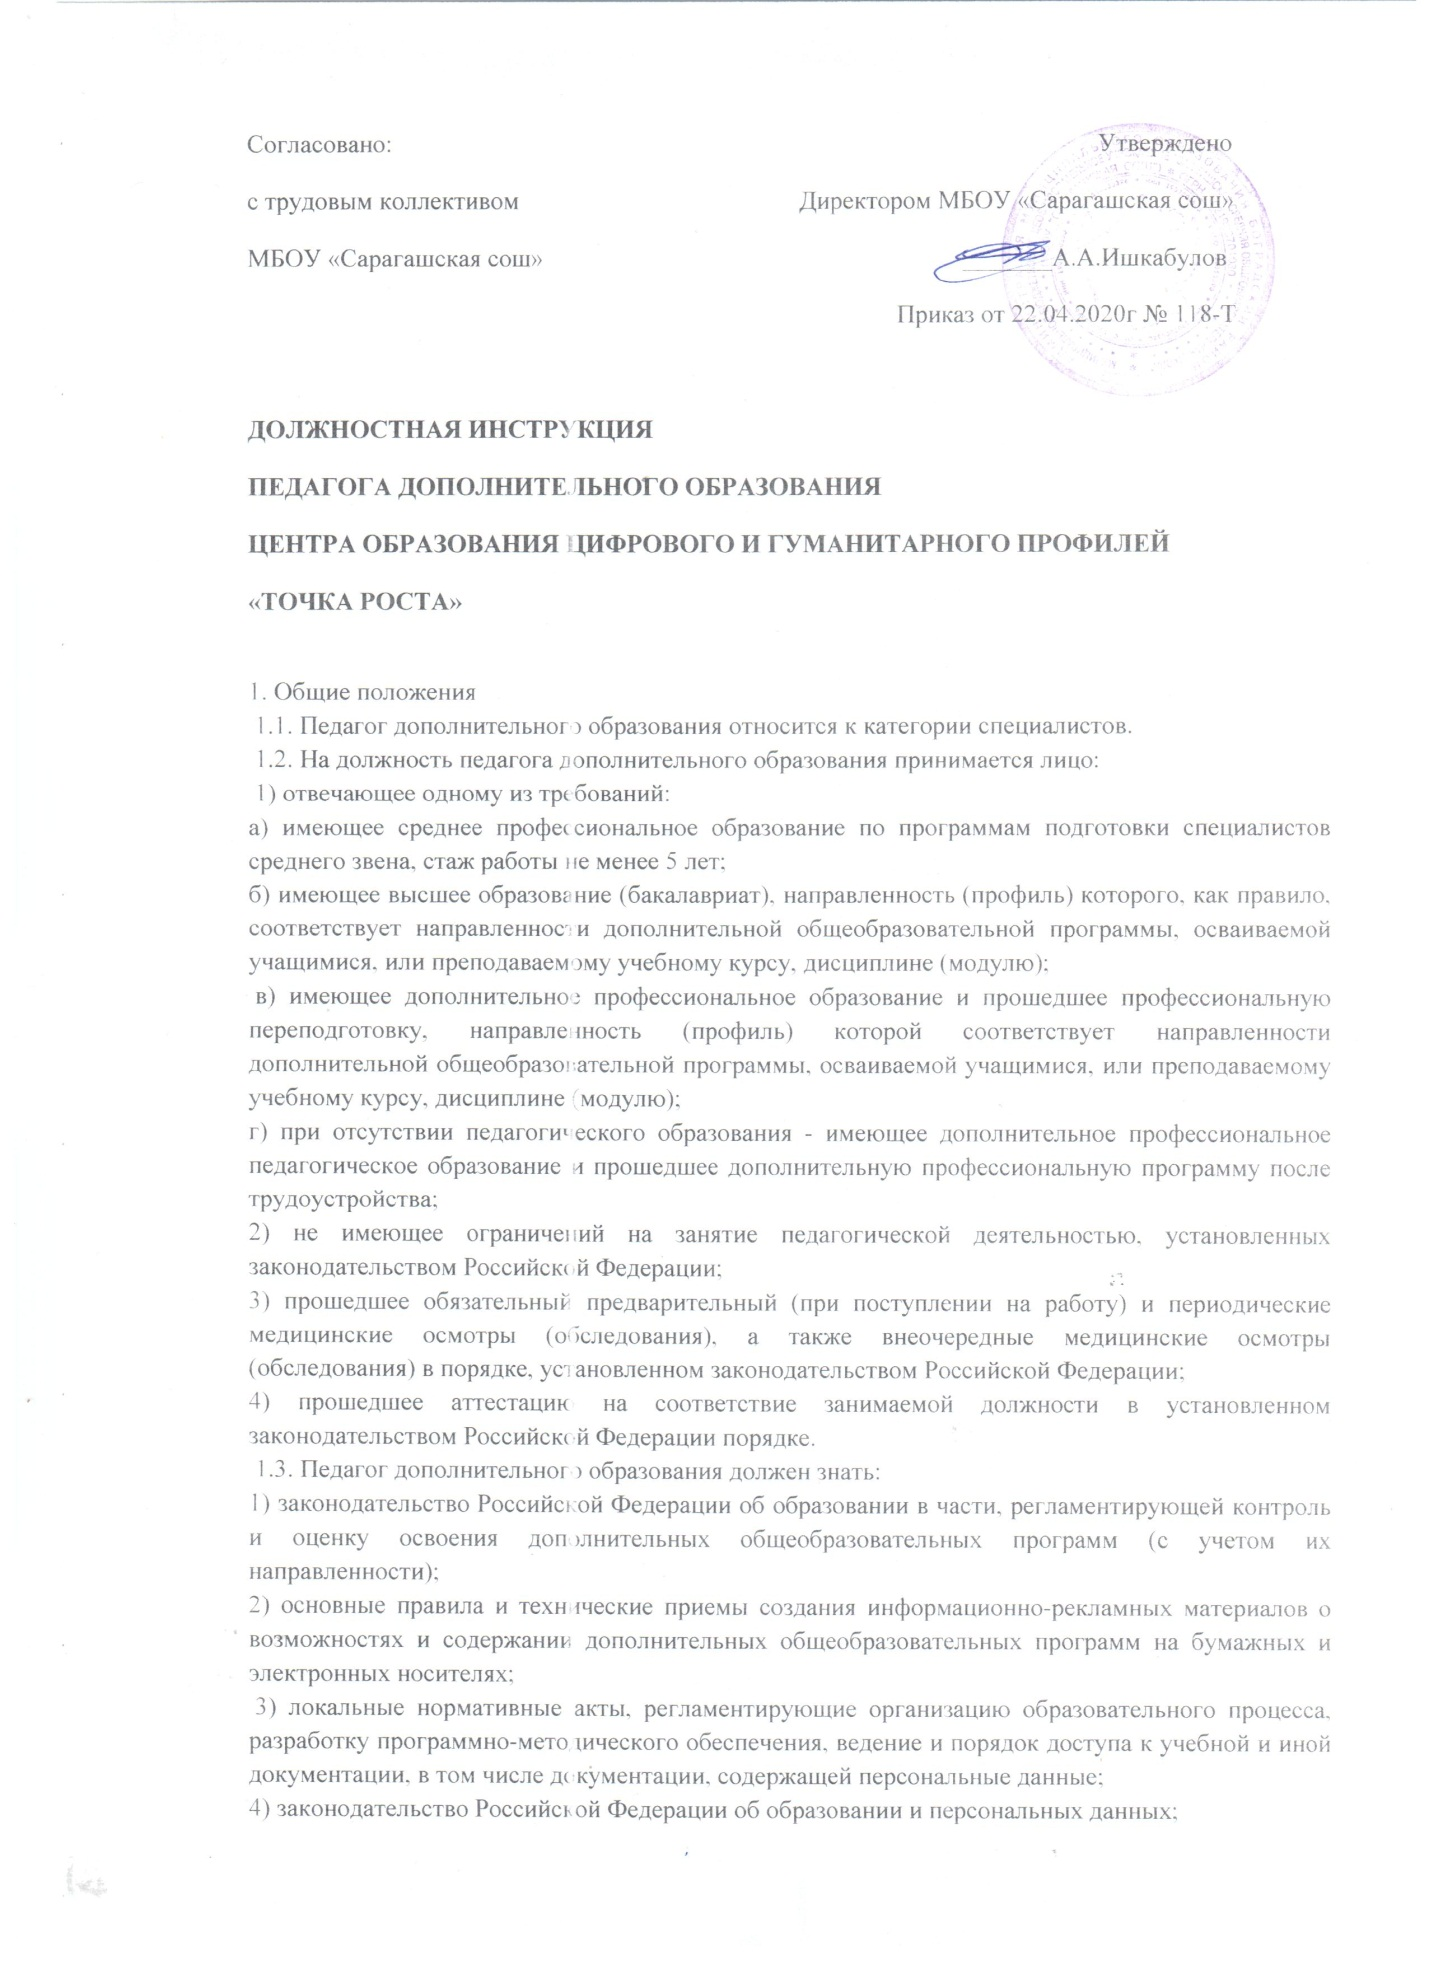 Согласовано: Утверждено
с трудовым коллективом Директором МБОУ «Сарагашская сош»
МБОУ «Сарагашская сош» А.А.Ишкабулов
Приказ от 22.04.2020г № 118-Т
ДОЛЖНОСТНАЯ ИНСТРУКЦИЯ
ПЕДАГОГА ДОПОЛНИТЕЛЬНОГО ОБРАЗОВАНИЯ
ЦЕНТРА ОБРАЗОВАНИЯ ЦИФРОВОГО И ГУМАНИТАРНОГО ПРОФИЛЕЙ
«ТОЧКА РОСТА»
1. Общие положения
1.1. Педагог дополнительного образования относится к категории специалистов.
1.2. На должность педагога дополнительного образования принимается лицо:
1) отвечающее одному из требований:
а) имеющее среднее профессиональное образование по программам подготовки специалистов
среднего звена, стаж работы не менее 5 лет;
б) имеющее высшее образование (бакалавриат), направленность (профиль) которого, как правило,
соответствует направленности дополнительной общеобразовательной программы, осваиваемой
учащимися, или преподаваемому учебному курсу, дисциплине (модулю);
в) имеющее дополнительное профессиональное образование и прошедшее профессиональную
переподготовку, направленность (профиль) которой соответствует направленности
дополнительной общеобразовательной программы, осваиваемой учащимися, или преподаваемому
учебному курсу, дисциплине (модулю);
г) при отсутствии педагогического образования - имеющее дополнительное профессиональное
педагогическое образование и прошедшее дополнительную профессиональную программу после
трудоустройства;
2) не имеющее ограничений на занятие педагогической деятельностью, установленных
законодательством Российской Федерации;
3) прошедшее обязательный предварительный (при поступлении на работу) и периодические
медицинские осмотры (обследования), а также внеочередные медицинские осмотры
(обследования) в порядке, установленном законодательством Российской Федерации;
4) прошедшее аттестацию на соответствие занимаемой должности в установленном
законодательством Российской Федерации порядке.
1.3. Педагог дополнительного образования должен знать:
1) законодательство Российской Федерации об образовании в части, регламентирующей контроль
и оценку освоения дополнительных общеобразовательных программ (с учетом их
направленности);
2) основные правила и технические приемы создания информационно-рекламных материалов о
возможностях и содержании дополнительных общеобразовательных программ на бумажных и
электронных носителях;
3) локальные нормативные акты, регламентирующие организацию образовательного процесса,
разработку программно-методического обеспечения, ведение и порядок доступа к учебной и иной
документации, в том числе документации, содержащей персональные данные;
4) законодательство Российской Федерации об образовании и персональных данных;